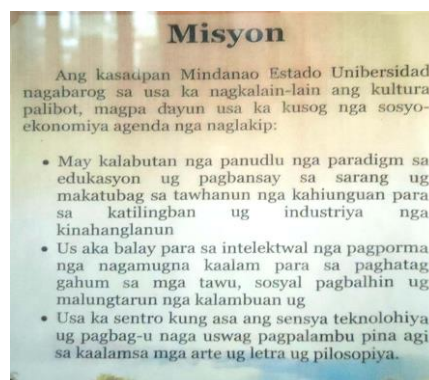 Misyon
Ang kasadpan Mindanao Estado Unibersidad
nagabarog sa usa ka nagkalain-lain ang kultura
palibot, magpa dayun usa ka kusog nga sosyo-
ekonomiya agenda nga naglakip:
• May kalabutan nga panudlu nga paradigm sa
edukasyon ug pagbansay sa sarang ug
makatubag sa tawhanun nga kahiunguan para
sa katilingban ug industriya nga
kinahanglanun
• Us aka balay para sa intelektwal nga pagporma
nga nagamugna kaalam para sa paghatag
gahum sa mga tawu, sosyal pagbalhin ug
malungtarun nga kalambuan ug
• Usa ka sentro kung asa ang sensya teknolohiya
ug pagbag-u naga uswag pagpalambu pina agi
sa kaalamsa mga arte ug letra ug pilosopiya.